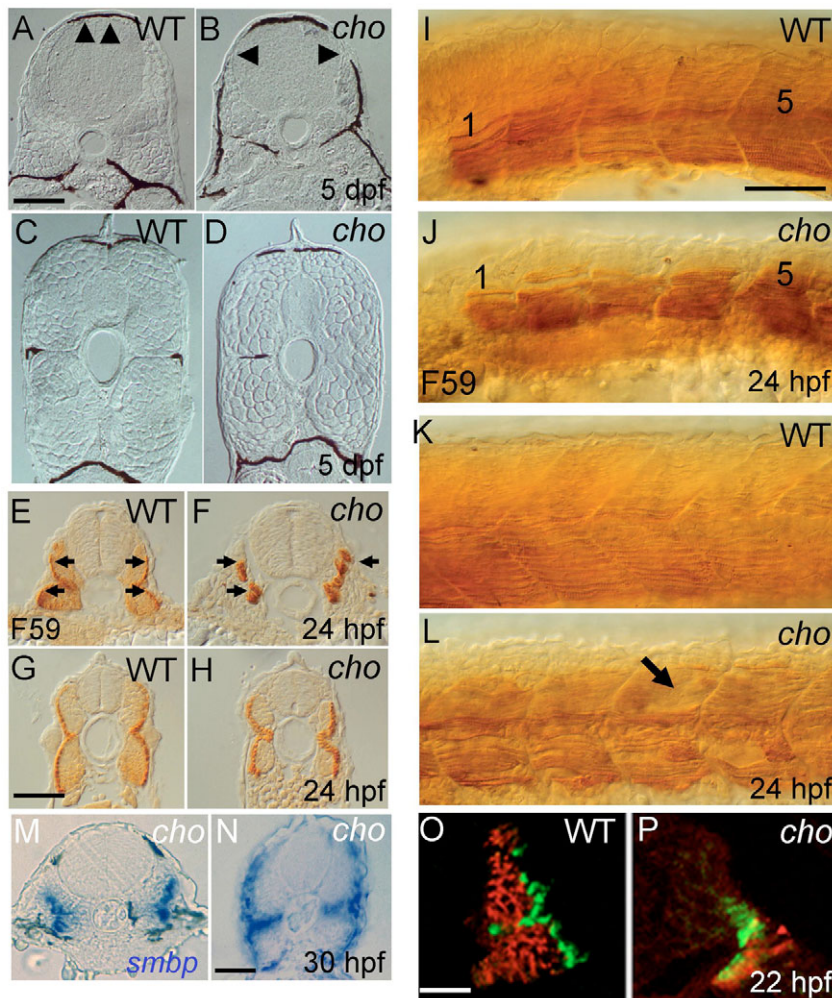 A WT
B cho
5 dpf
C WT
D cho
5 dpf
E WT
F59
F cho
24 hpf
G WT
H cho
24 hpf
M cho
smbp
N cho
30 hpf
I WT
1 5
J cho
1 5
F59 24 hpf
K WT
L cho
24 hpf
O WT
P cho
22 hpf